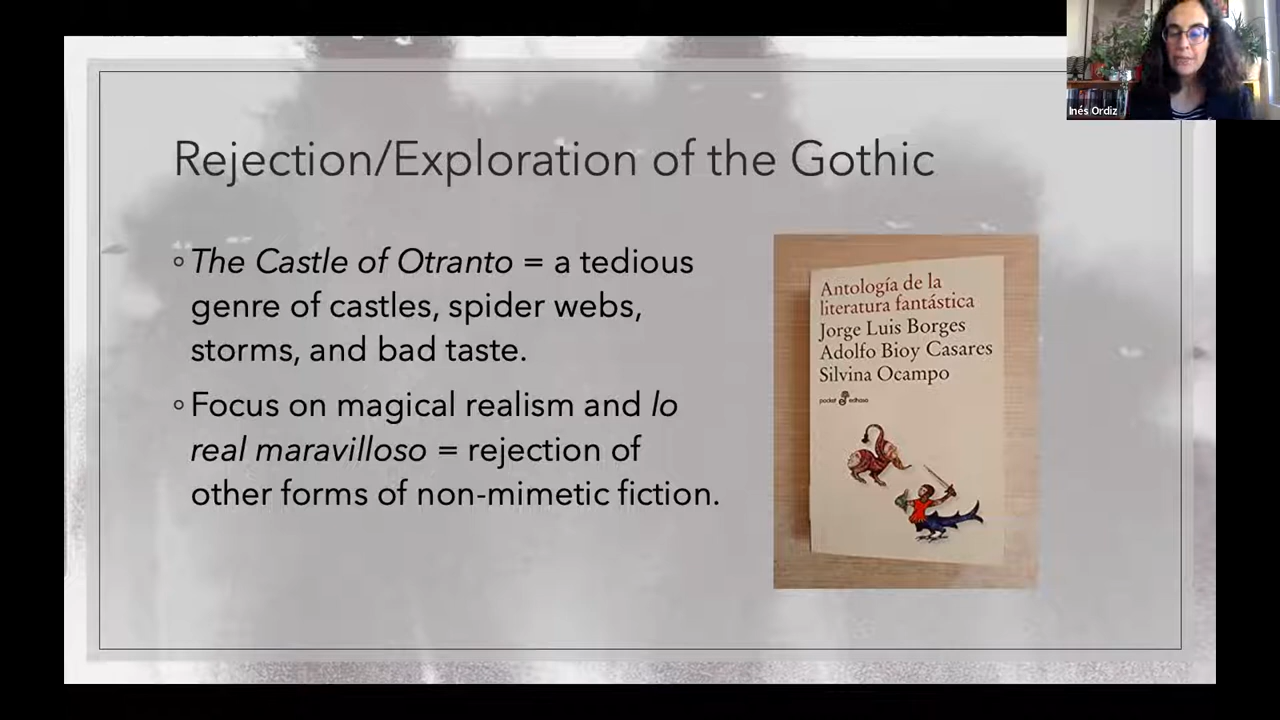 Inés Ordiz
Rejection/Exploration of the Gothic
The Castle of Otranto = a tedious
genre of castles, spider webs,
storms, and bad taste.
Focus on magical realism and lo
real maravilloso = rejection of
other forms of non-mimetic fiction.
Antología de la
literatura fantástica
Jorge Luis Borges
Adolfo Bioy Casares
Silvina Ocampo
pocket edhasa